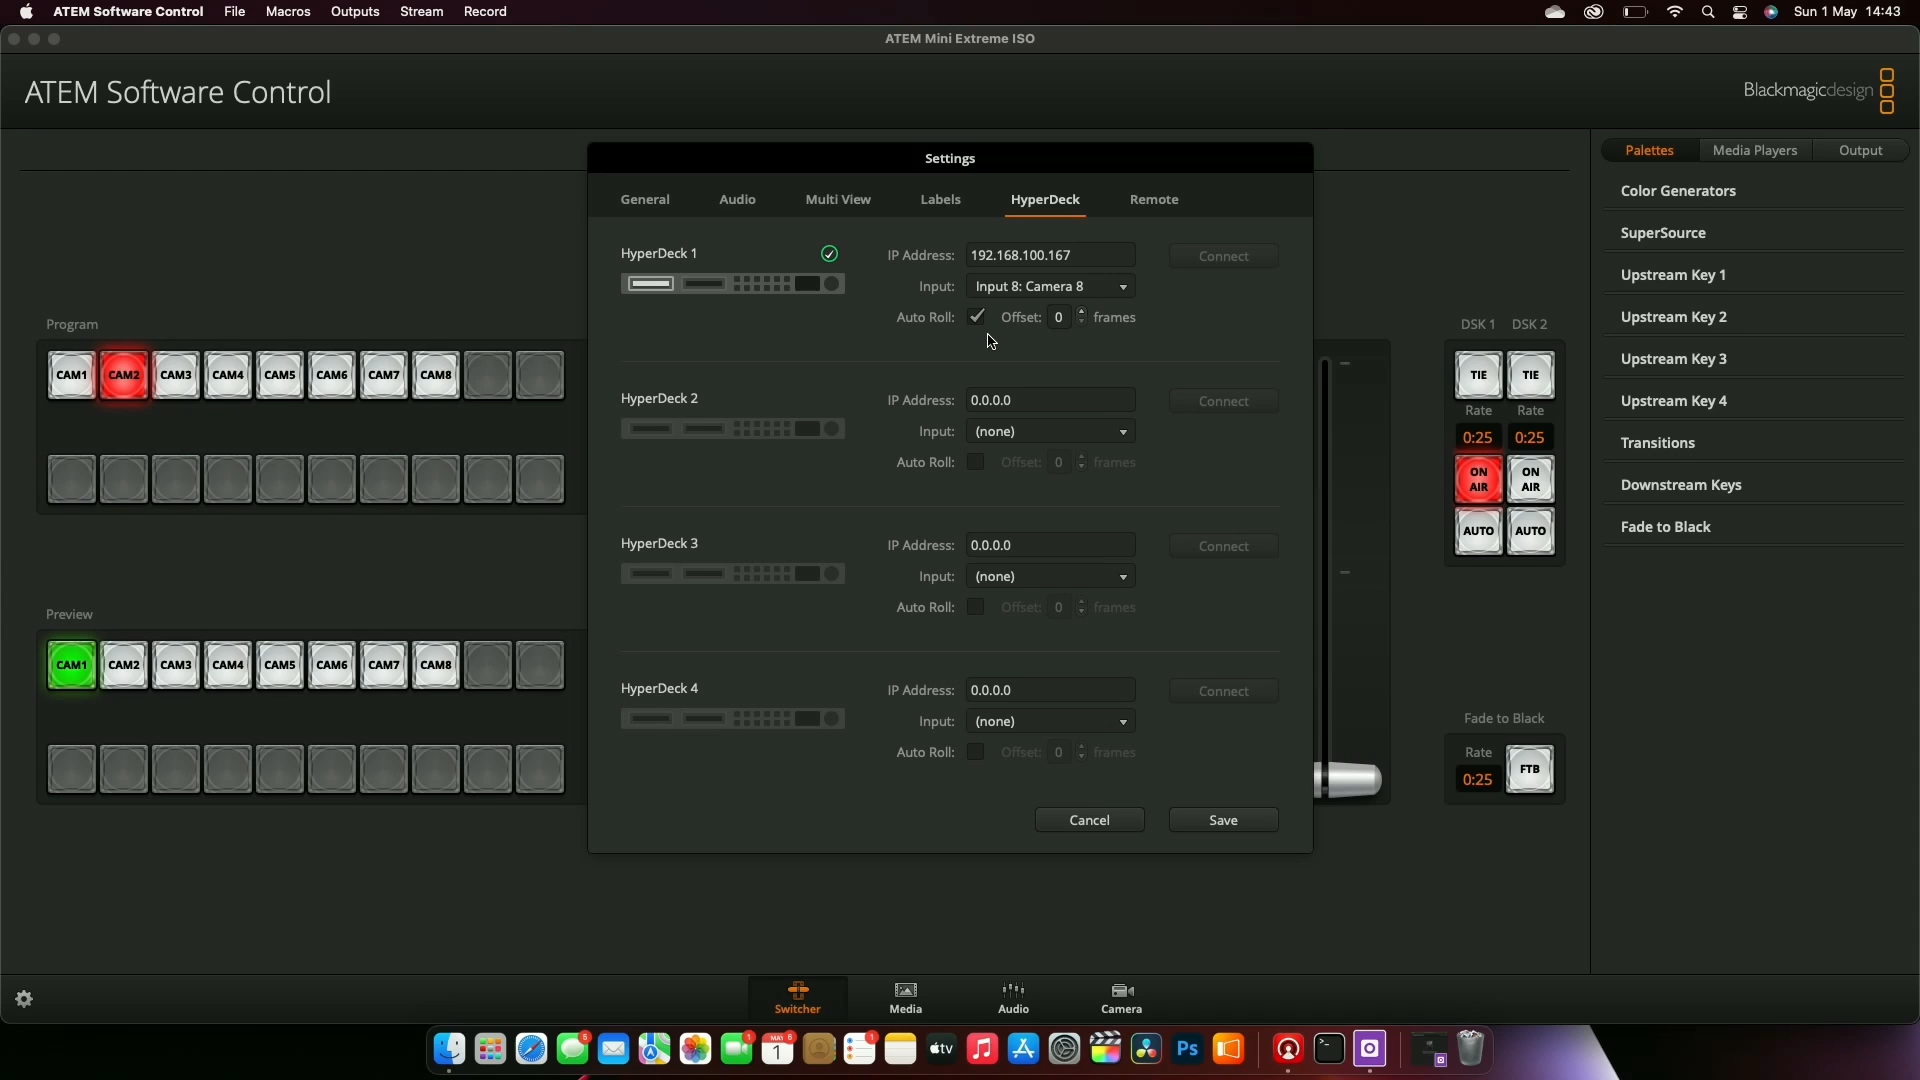 ATEM Software Control File Macros Outputs Stream Record Sun 1 May 14:43
ATEM Mini Extreme ISO
ATEM Software Control
Blackmagicdesign
Settings
General Audio Multi View Labels HyperDeck Remote
HyperDeck 1
IP Address: 192.168.100.167 Connect
Input: Input 8: Camera 8
Auto Roll: Offset: 0 frames
HyperDeck 2
IP Address: 0.0.0.0 Connect
Input: (none)
Auto Roll: Offset: 0 frames
HyperDeck 3
IP Address: 0.0.0.0 Connect
Input: (none)
Auto Roll: Offset: 0 frames
HyperDeck 4
IP Address: 0.0.0.0 Connect
Input: (none)
Auto Roll: Offset: 0 frames
Cancel Save
Program
CAM1 CAM2 CAM3 CAM4 CAM5 CAM6 CAM7 CAM8
Preview
CAM1 CAM2 CAM3 CAM4 CAM5 CAM6 CAM7 CAM8
DSK 1 DSK 2
TIE TIE
Rate Rate
0:25 0:25
ON AIR ON AIR
AUTO AUTO
Fade to Black
Rate
0:25 FTB
Palettes Media Players Output
Color Generators
SuperSource
Upstream Key 1
Upstream Key 2
Upstream Key 3
Upstream Key 4
Transitions
Downstream Keys
Fade to Black
Switcher Media Audio Camera
5 1 MAY 1 6 1 tv Ps